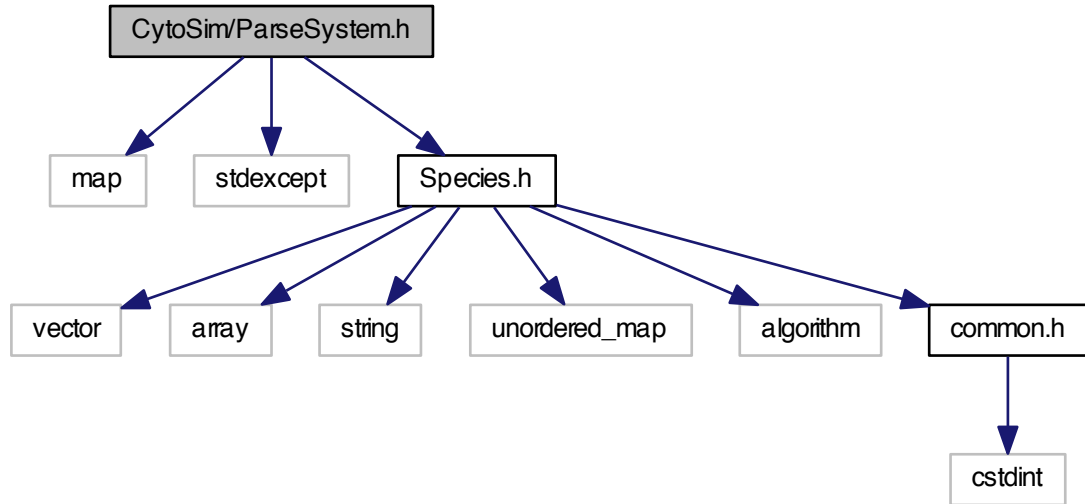 CytoSim/ParseSystem.h
map
stdexcept
Species.h
vector
array
string
unordered_map
algorithm
common.h
cstdint